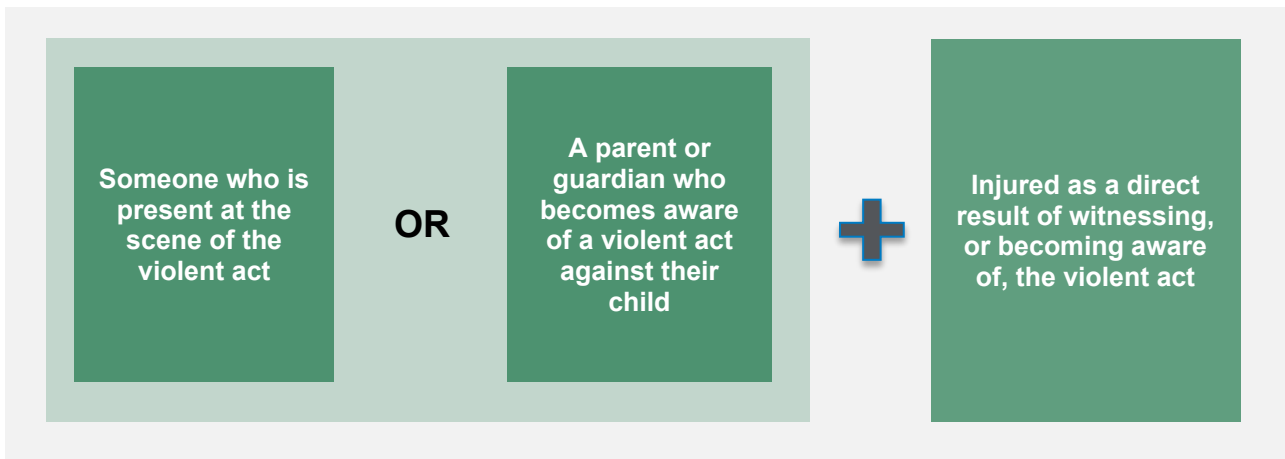 Someone who is
present at the
scene of the
violent act
OR
A parent or
guardian who
becomes aware
of a violent act
against their
child
Injured as a direct
result of witnessing,
or becoming aware
of, the violent act